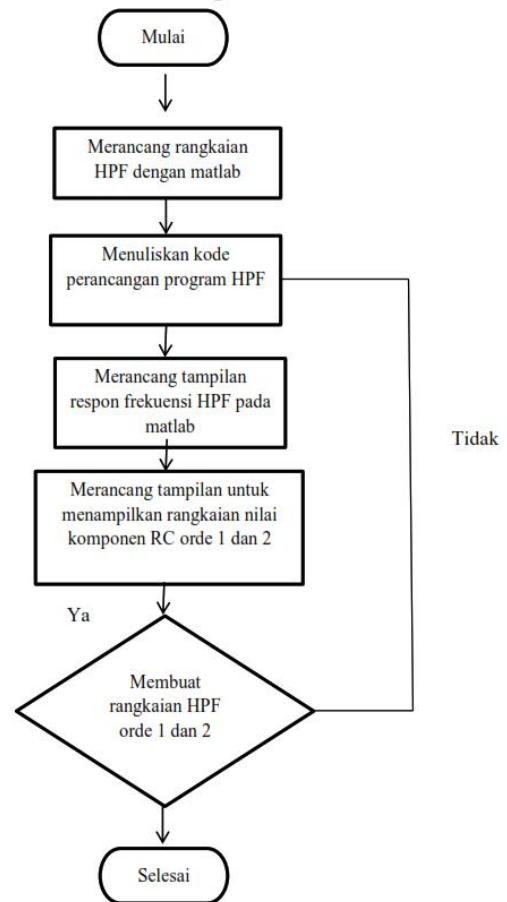 Mulai
Merancang rangkaian
HPF dengan matlab
Menuliskan kode
perancangan program HPF
Merancang tampilan
respon frekuensi HPF pada
matlab
Tidak
Merancang tampilan untuk
menampilkan rangkaian nilai
komponen RC orde 1 dan 2
Ya
Membuat
rangkaian HPF
orde 1 dan 2
Selesai